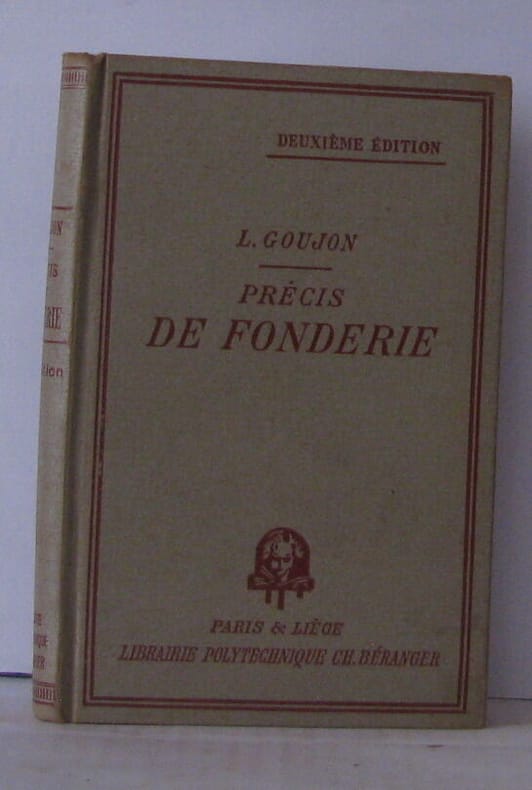 DEUXIÈME ÉDITION
L. GOUJON
PRÉCIS
DE FONDERIE
PARIS & LIÈGE
LIBRAIRIE POLYTECHNIQUE CH. BÉRANGER